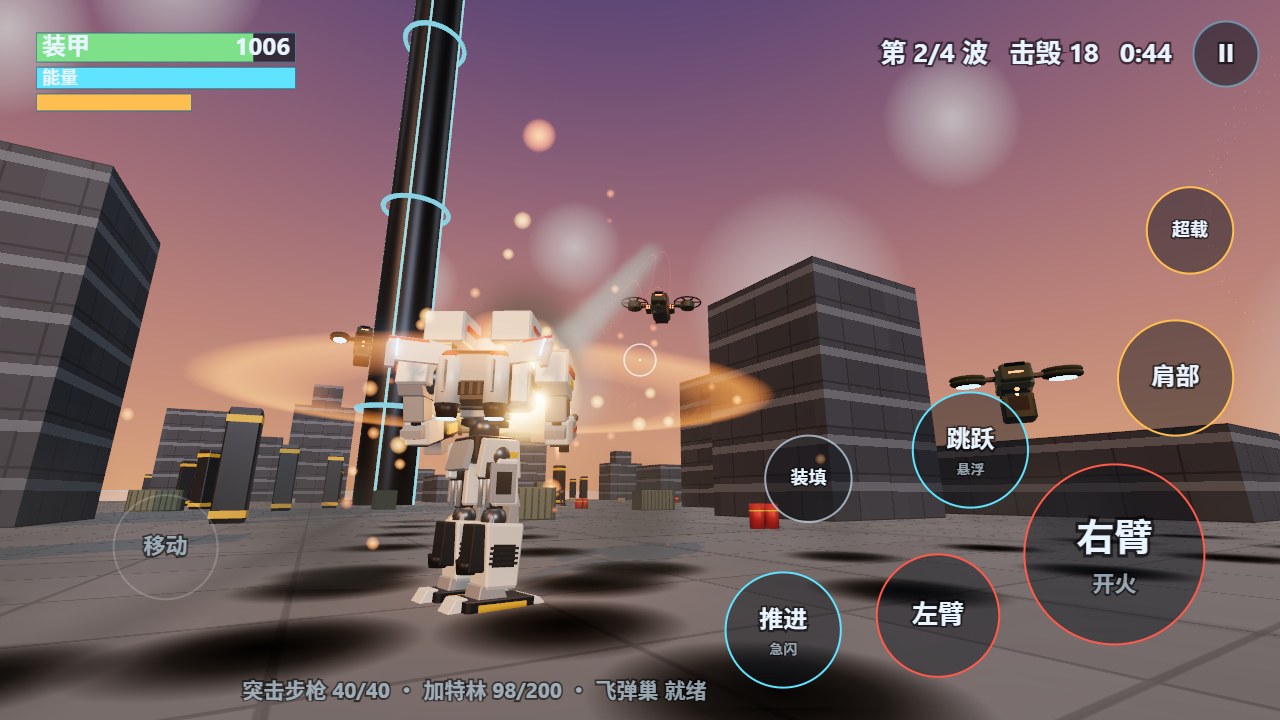 装甲 1006
能量
第 2/4 波 击毁 18 0:44
超载
肩部
跳跃
悬浮
装填
移动
右臂
开火
推进
急闪
左臂
突击步枪 40/40 · 加特林 98/200 · 飞弹巢 就绪